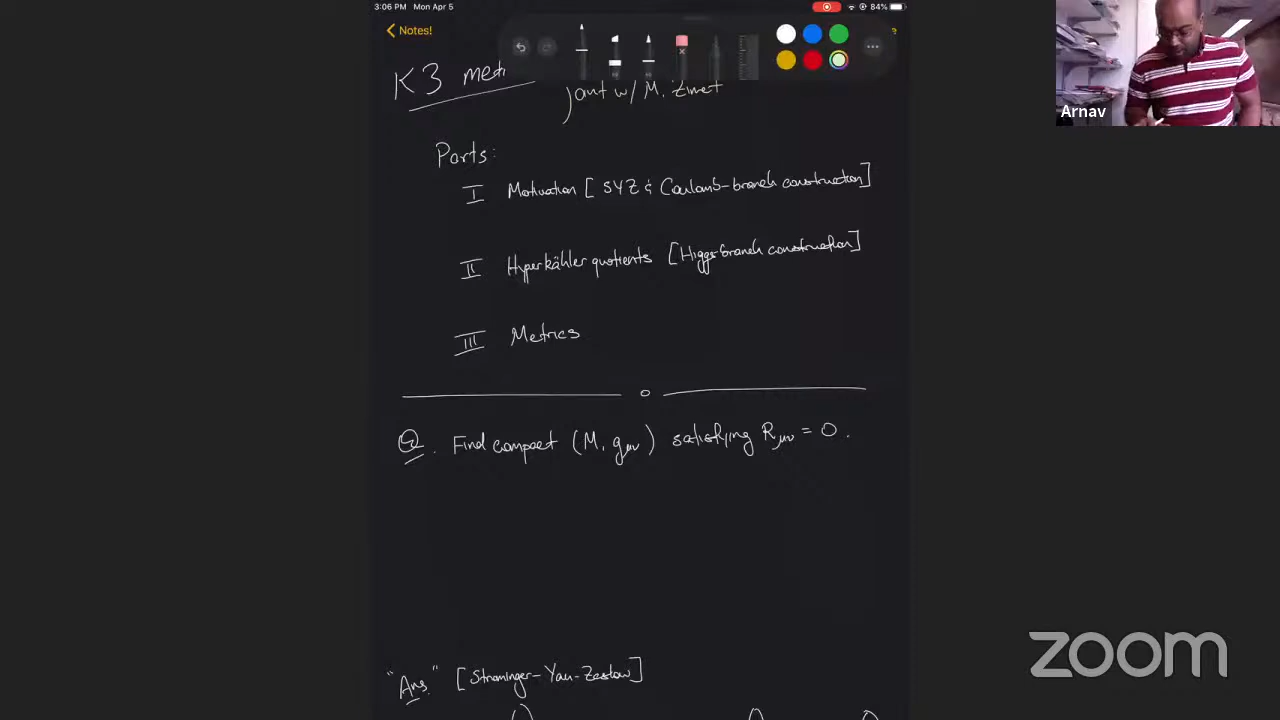 3:06 PM Mon Apr 5
84%
Notes!
K3
joint w/ M. Zimet
Arnav
Parts:
I Motivation [SYZ & Coulomb-branch construction]
II Hyperkähler quotients [Higgs-branch construction]
III Metrics
Q. Find compact (M, gμν) satisfying Rμν = 0.
"Ans." [Strominger-Yau-Zaslow]
zoom